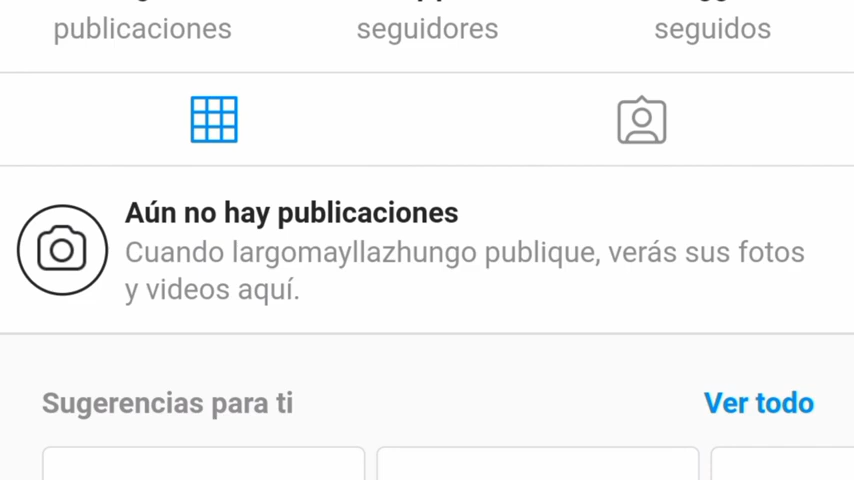 publicaciones seguidores seguidos
Aún no hay publicaciones
Cuando largomayllazhungo publique, verás sus fotos
y videos aquí.
Sugerencias para ti Ver todo